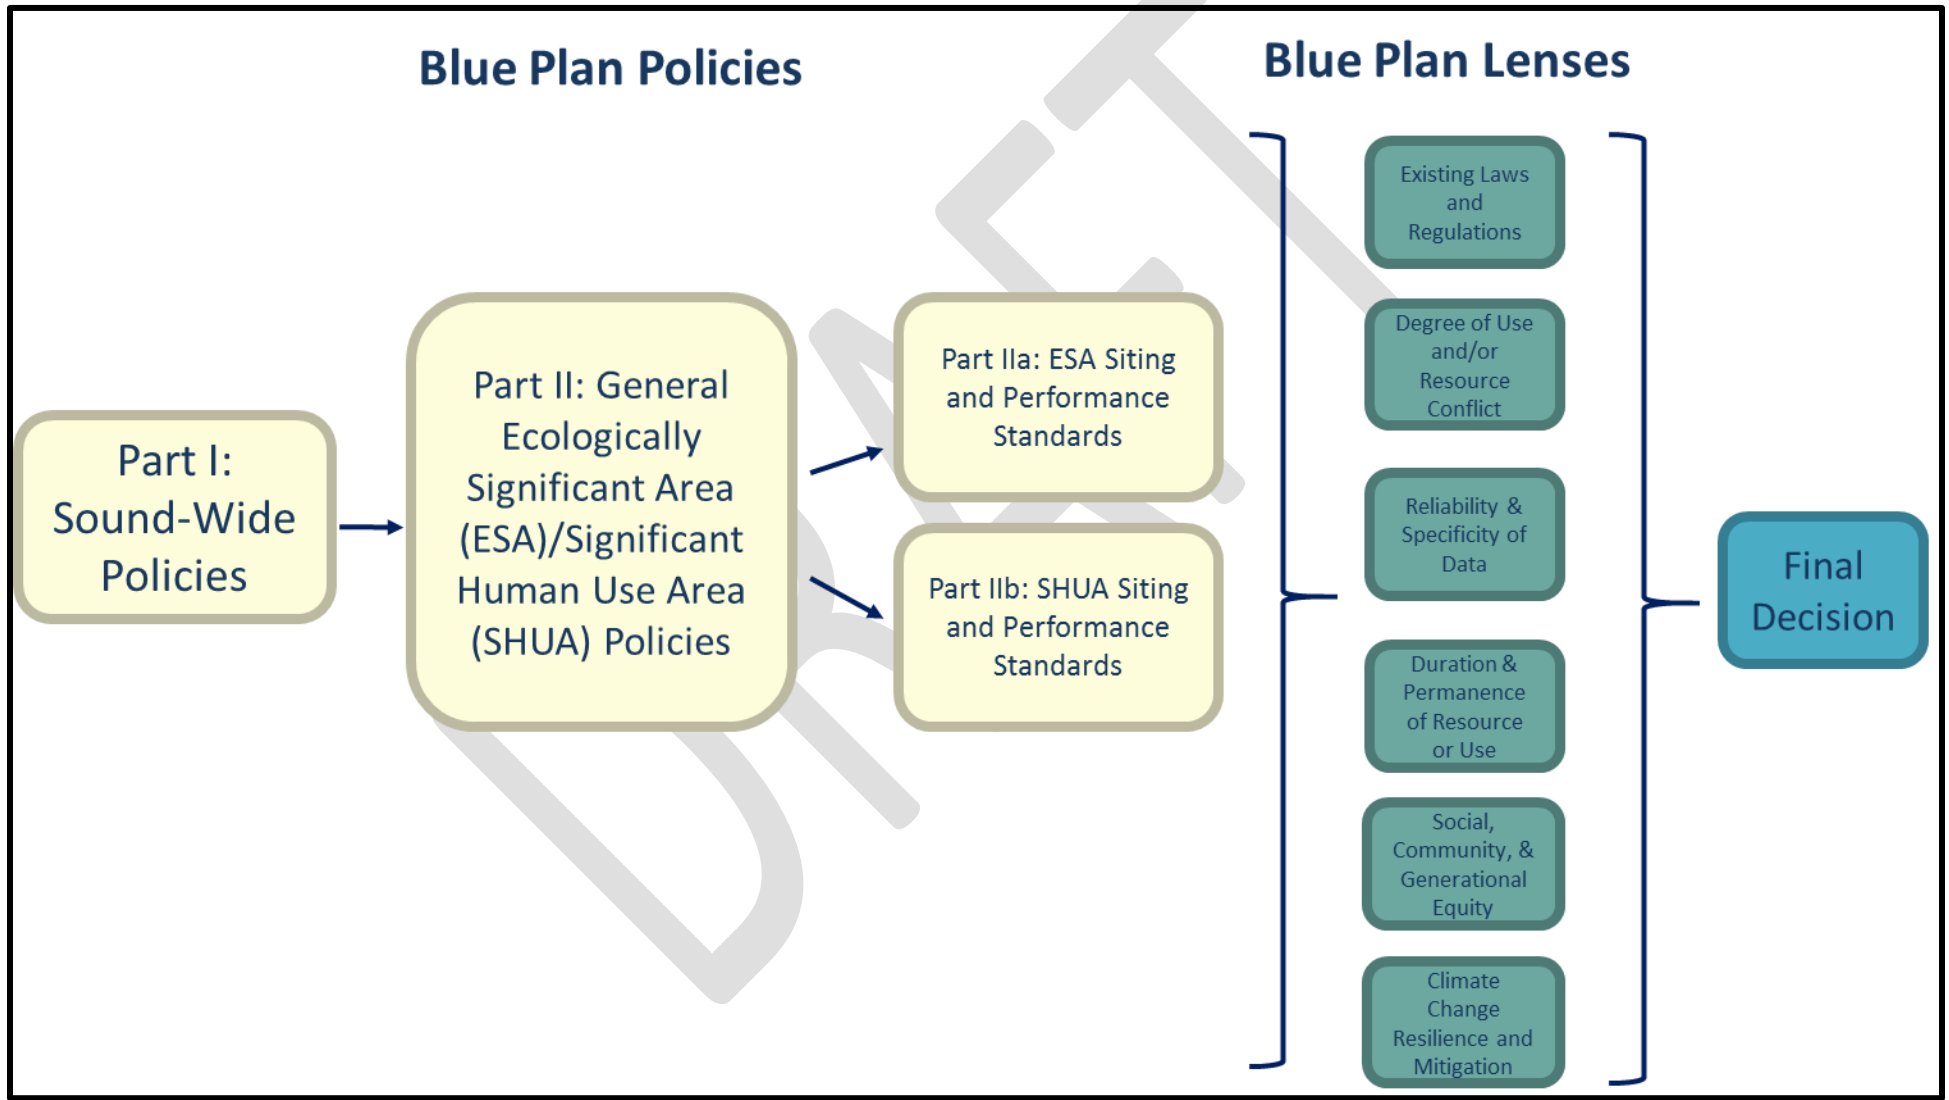 Blue Plan Policies
Blue Plan Lenses
Part I:
Sound-Wide
Policies
Part II: General
Ecologically
Significant Area
(ESA)/Significant
Human Use Area
(SHUA) Policies
Part IIa: ESA Siting
and Performance
Standards
Part IIb: SHUA Siting
and Performance
Standards
Existing Laws
and
Regulations
Degree of Use
and/or
Resource
Conflict
Reliability &
Specificity of
Data
Duration &
Permanence
of Resource
or Use
Social,
Community, &
Generational
Equity
Climate
Change
Resilience and
Mitigation
Final
Decision
DRAFT